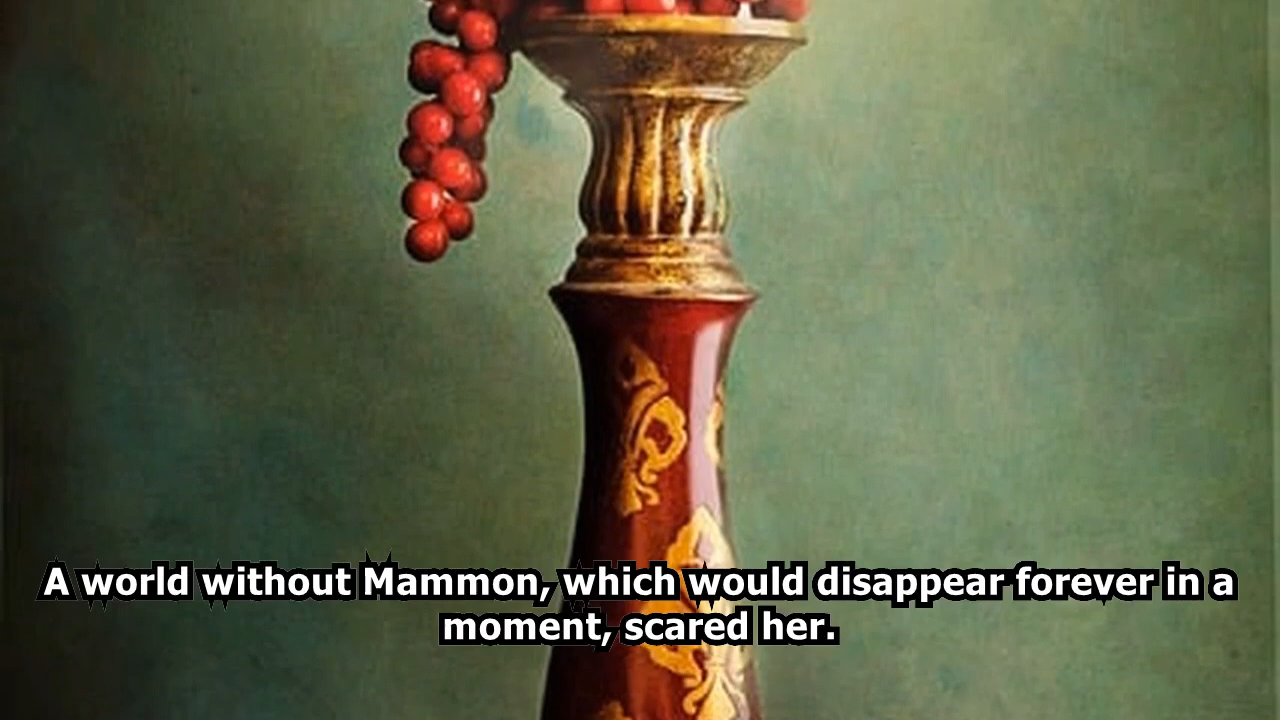 A world without Mammon, which would disappear forever in a
moment, scared her.